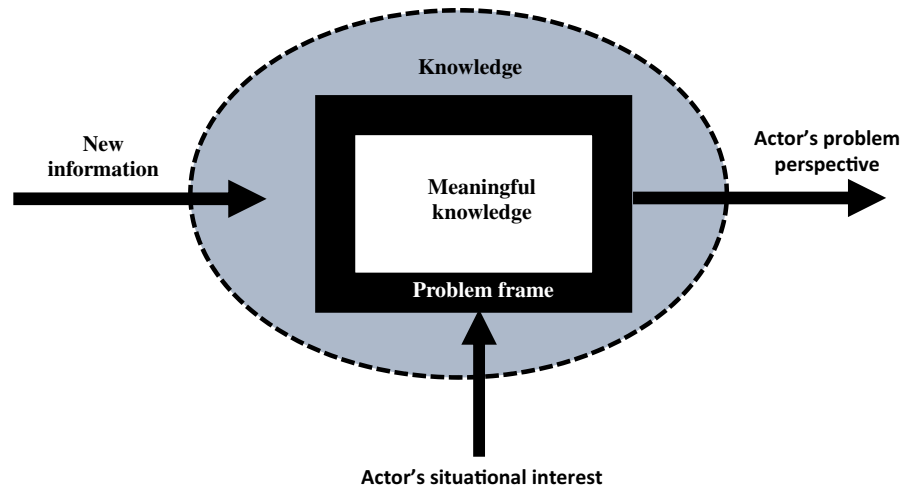 Knowledge
New
information
Meaningful
knowledge
Problem frame
Actor’s problem
perspective
Actor’s situational interest